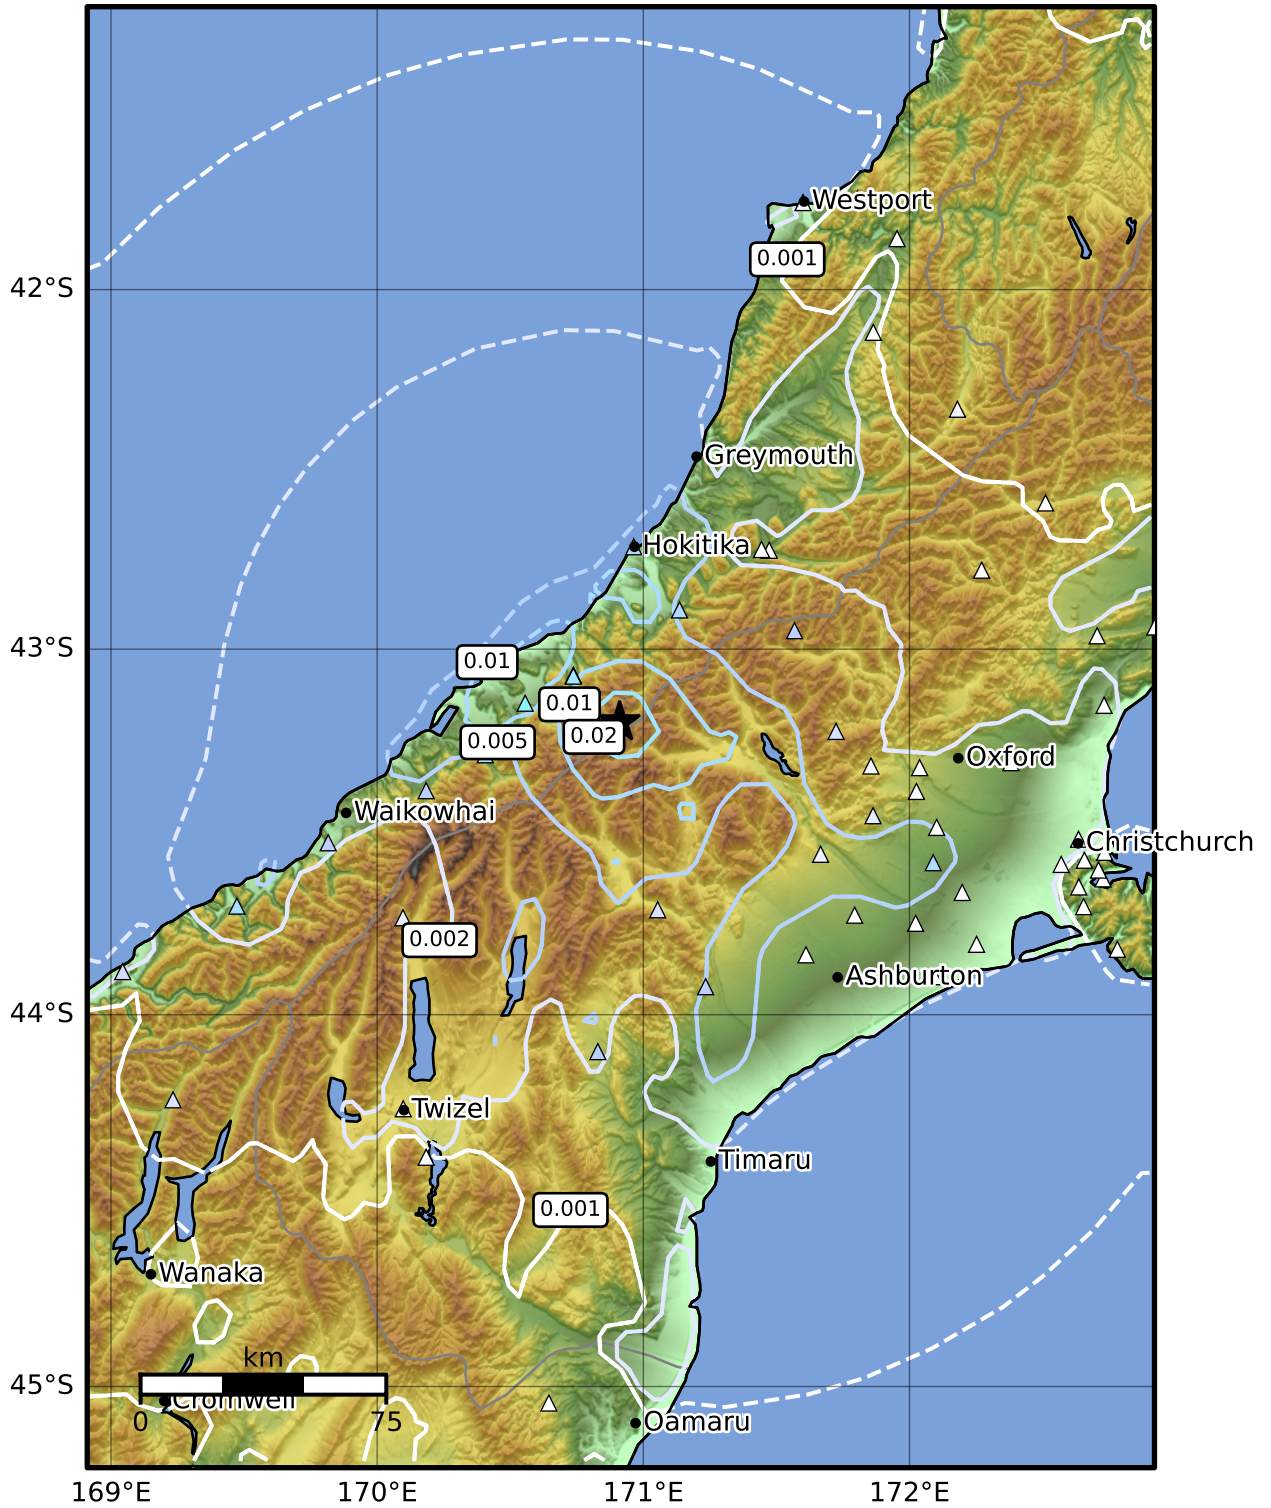 Westport
0.001
42°S
Greymouth
Hokitika
43°S
0.01
0.01
0.02
0.005
Oxford
Waikowhai
Christchurch
0.002
Ashburton
44°S
Twizel
Timaru
0.001
Wanaka
km
45°S
Cromwell
0
75
Oamaru
169°E
170°E
171°E
172°E